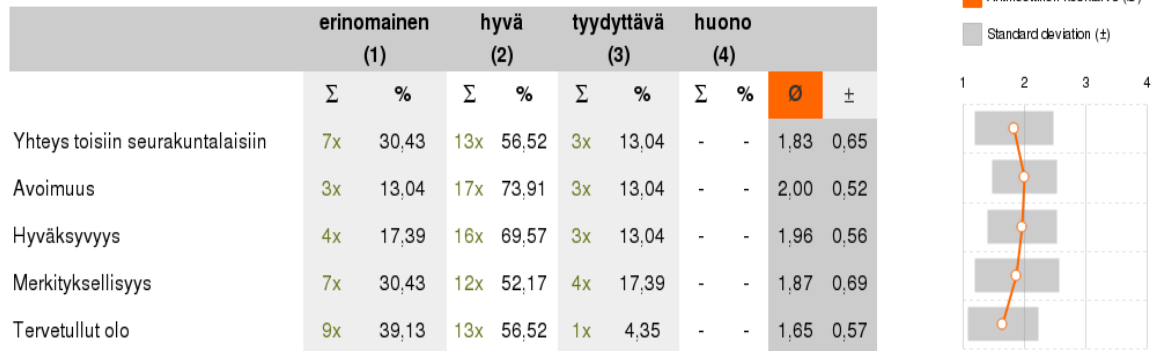 erinomainen hyvä tyydyttävä huono
(1) (2) (3) (4)
Σ % Σ % Σ % Σ % Ø ±
Yhteys toisiin seurakuntalaisiin 7x 30,43 13x 56,52 3x 13,04 - - 1,83 0,65
Avoimuus 3x 13,04 17x 73,91 3x 13,04 - - 2,00 0,52
Hyväksyvyys 4x 17,39 16x 69,57 3x 13,04 - - 1,96 0,56
Merkityksellisyys 7x 30,43 12x 52,17 4x 17,39 - - 1,87 0,69
Tervetullut olo 9x 39,13 13x 56,52 1x 4,35 - - 1,65 0,57
Standard deviation (±)
1 2 3 4